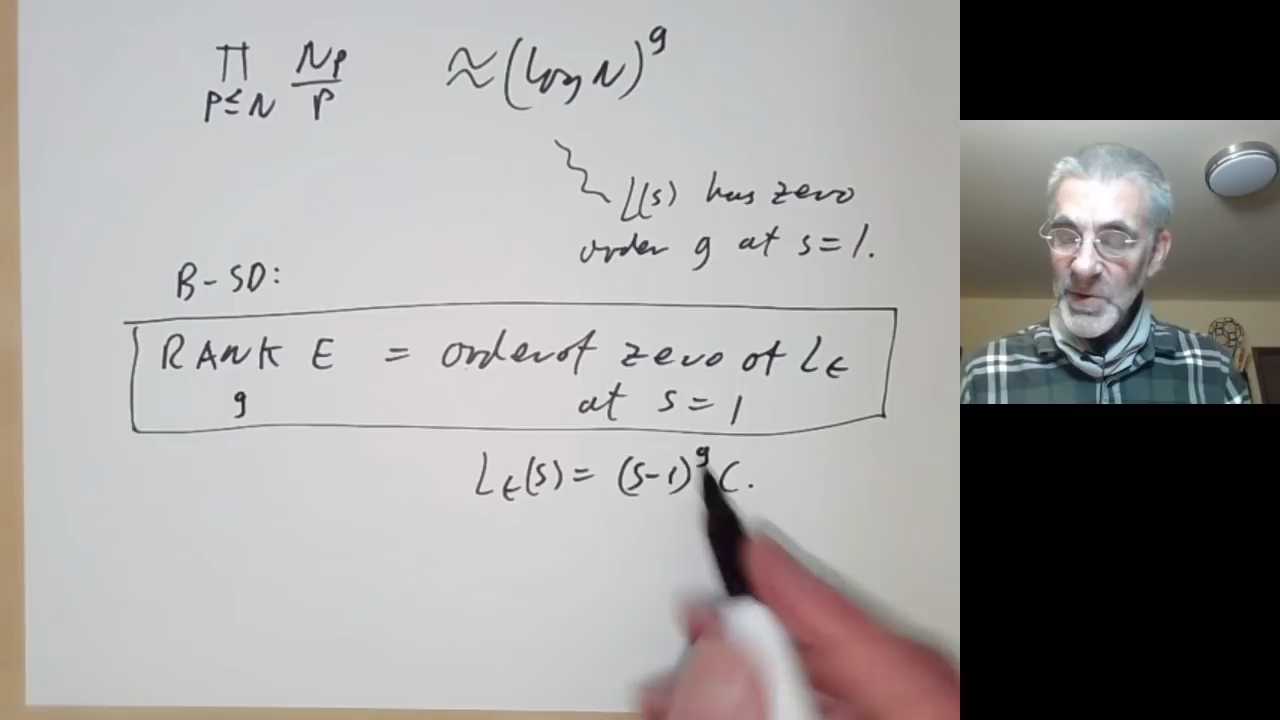 ∏ Np ≈ (log N)^g
p≤N p
L(s) has zero
order g at s=1.
B-SD:
RANK E = order of zero of L_E
g at s=1
L_E(s) = (s-1)^g C.